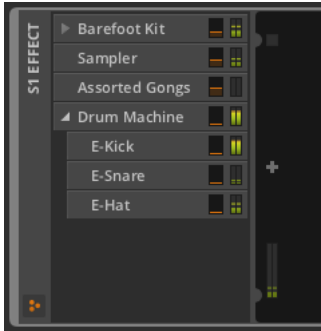 S1 EFFECT
Barefoot Kit
Sampler
Assorted Gongs
Drum Machine
E-Kick
E-Snare
E-Hat